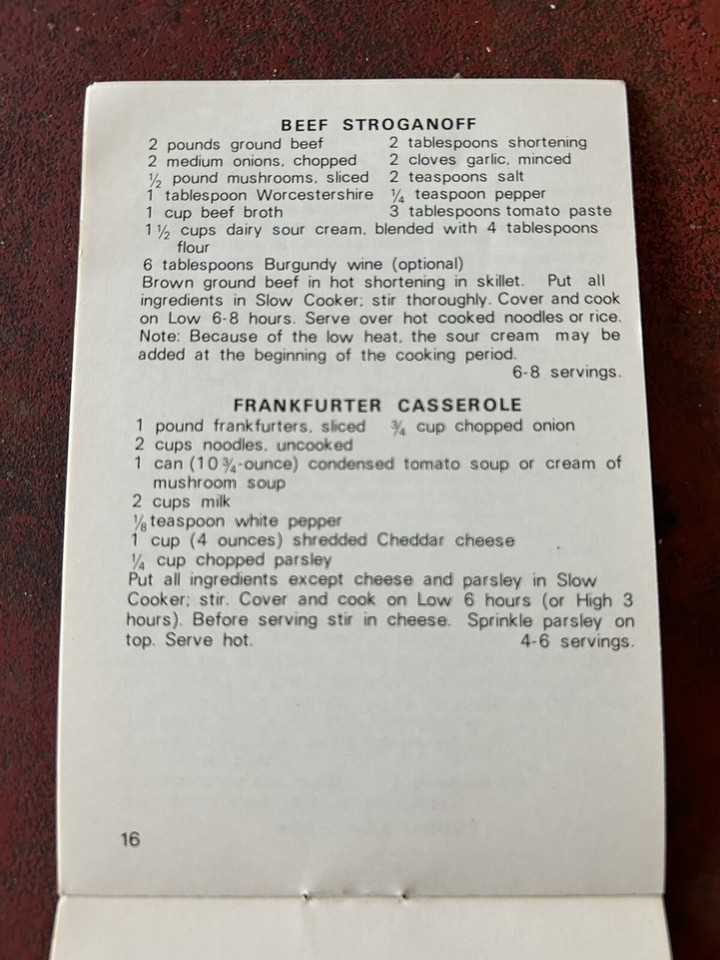 BEEF STROGANOFF
2 pounds ground beef 2 tablespoons shortening
2 medium onions, chopped 2 cloves garlic, minced
½ pound mushrooms, sliced 2 teaspoons salt
1 tablespoon Worcestershire ¼ teaspoon pepper
1 cup beef broth 3 tablespoons tomato paste
1½ cups dairy sour cream, blended with 4 tablespoons
flour
6 tablespoons Burgundy wine (optional)
Brown ground beef in hot shortening in skillet. Put all
ingredients in Slow Cooker; stir thoroughly. Cover and cook
on Low 6-8 hours. Serve over hot cooked noodles or rice.
Note: Because of the low heat, the sour cream may be
added at the beginning of the cooking period.
6-8 servings.
FRANKFURTER CASSEROLE
1 pound frankfurters, sliced ¾ cup chopped onion
2 cups noodles, uncooked
1 can (10¾-ounce) condensed tomato soup or cream of
mushroom soup
2 cups milk
⅛ teaspoon white pepper
1 cup (4 ounces) shredded Cheddar cheese
¼ cup chopped parsley
Put all ingredients except cheese and parsley in Slow
Cooker; stir. Cover and cook on Low 6 hours (or High 3
hours). Before serving stir in cheese. Sprinkle parsley on
top. Serve hot. 4-6 servings.
16